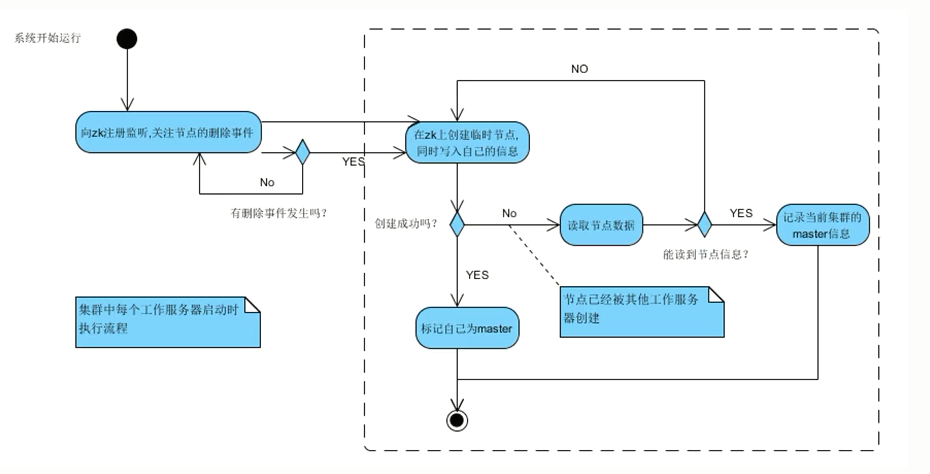 系统开始运行
NO
向zk注册监听,关注节点的删除事件
在zk上创建临时节点,
同时写入自己的信息
YES
No
有删除事件发生吗？
创建成功吗？
No
读取节点数据
YES
记录当前集群的
master信息
能读到节点信息？
YES
集群中每个工作服务器启动时
执行流程
节点已经被其他工作服务
器创建
标记自己为master